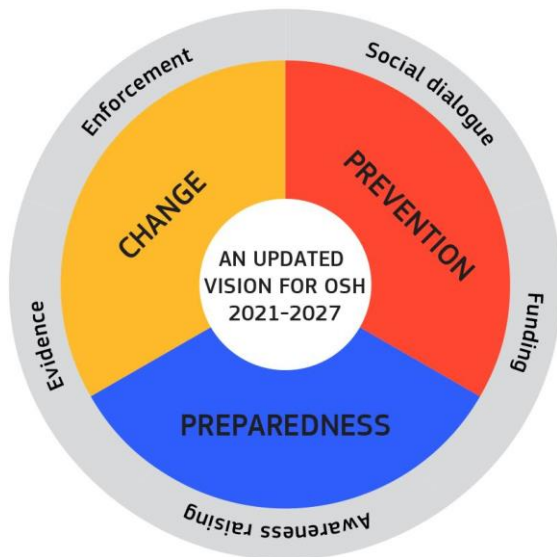 Enforcement
Social dialogue
CHANGE
PREVENTION
AN UPDATED
VISION FOR OSH
2021-2027
Evidence
Funding
PREPAREDNESS
Awareness raising